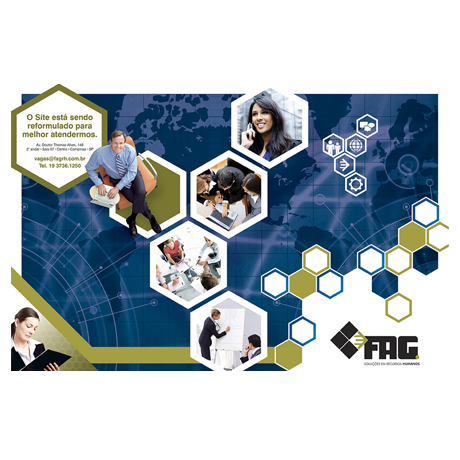 O Site está sendo
reformulado para
melhor atendermos.
Av. Doutor Thomaz Alves, 148
2º andar - Sala 07 - Centro - Campinas - SP
vagas@fagrh.com.br
Tel. 19 3736.1250
FAG.
SOLUÇÕES EM RECURSOS HUMANOS